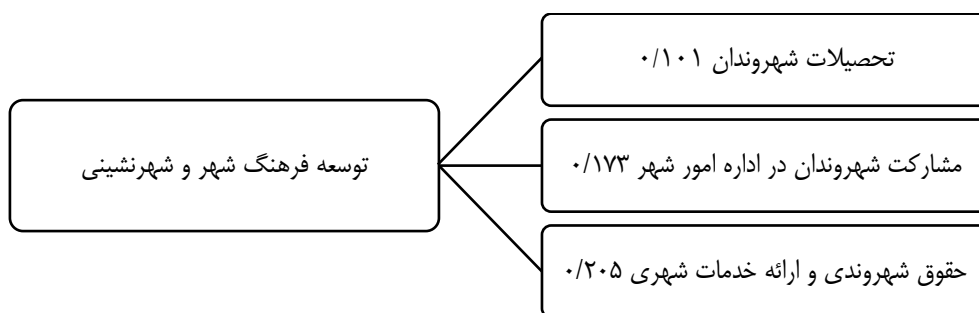 تحصیلات شهروندان ۰/۱۰۱
توسعه فرهنگ شهر و شهرنشینی
مشارکت شهروندان در اداره امور شهر ۰/۱۷۳
حقوق شهروندی و ارائه خدمات شهری ۰/۲۰۵